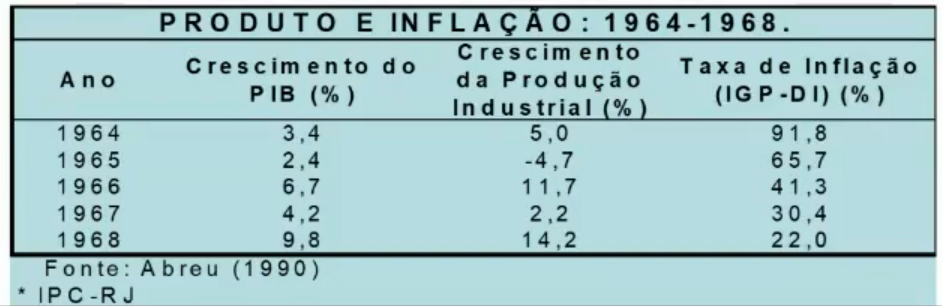 PRODUTO E INFLAÇÃO: 1964-1968.
Ano Crescimento do PIB (%) Crescimento da Produção Industrial (%) Taxa de Inflação (IGP-DI) (%)
1964 3,4 5,0 91,8
1965 2,4 -4,7 65,7
1966 6,7 11,7 41,3
1967 4,2 2,2 30,4
1968 9,8 14,2 22,0
Fonte: Abreu (1990)
* IPC-RJ